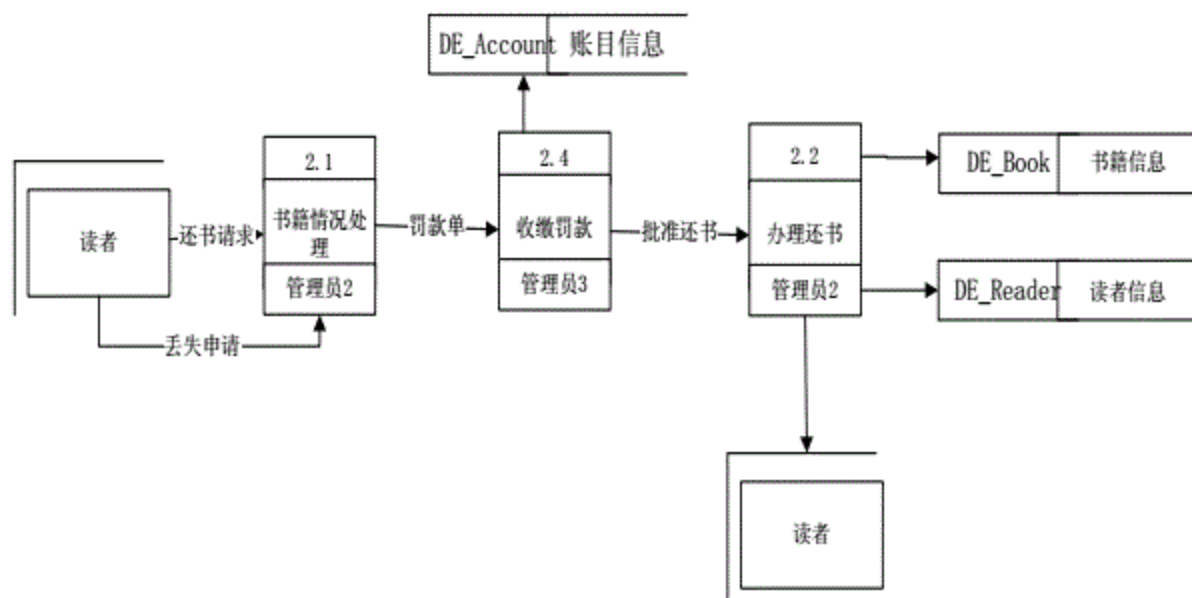 DE_Account 账目信息
2.1
2.4
2.2
DE_Book 书籍信息
读者
还书请求
书籍情况处
理
罚款单
收缴罚款
批准还书
办理还书
管理员2
管理员3
管理员2
DE_Reader 读者信息
丢失申请
读者